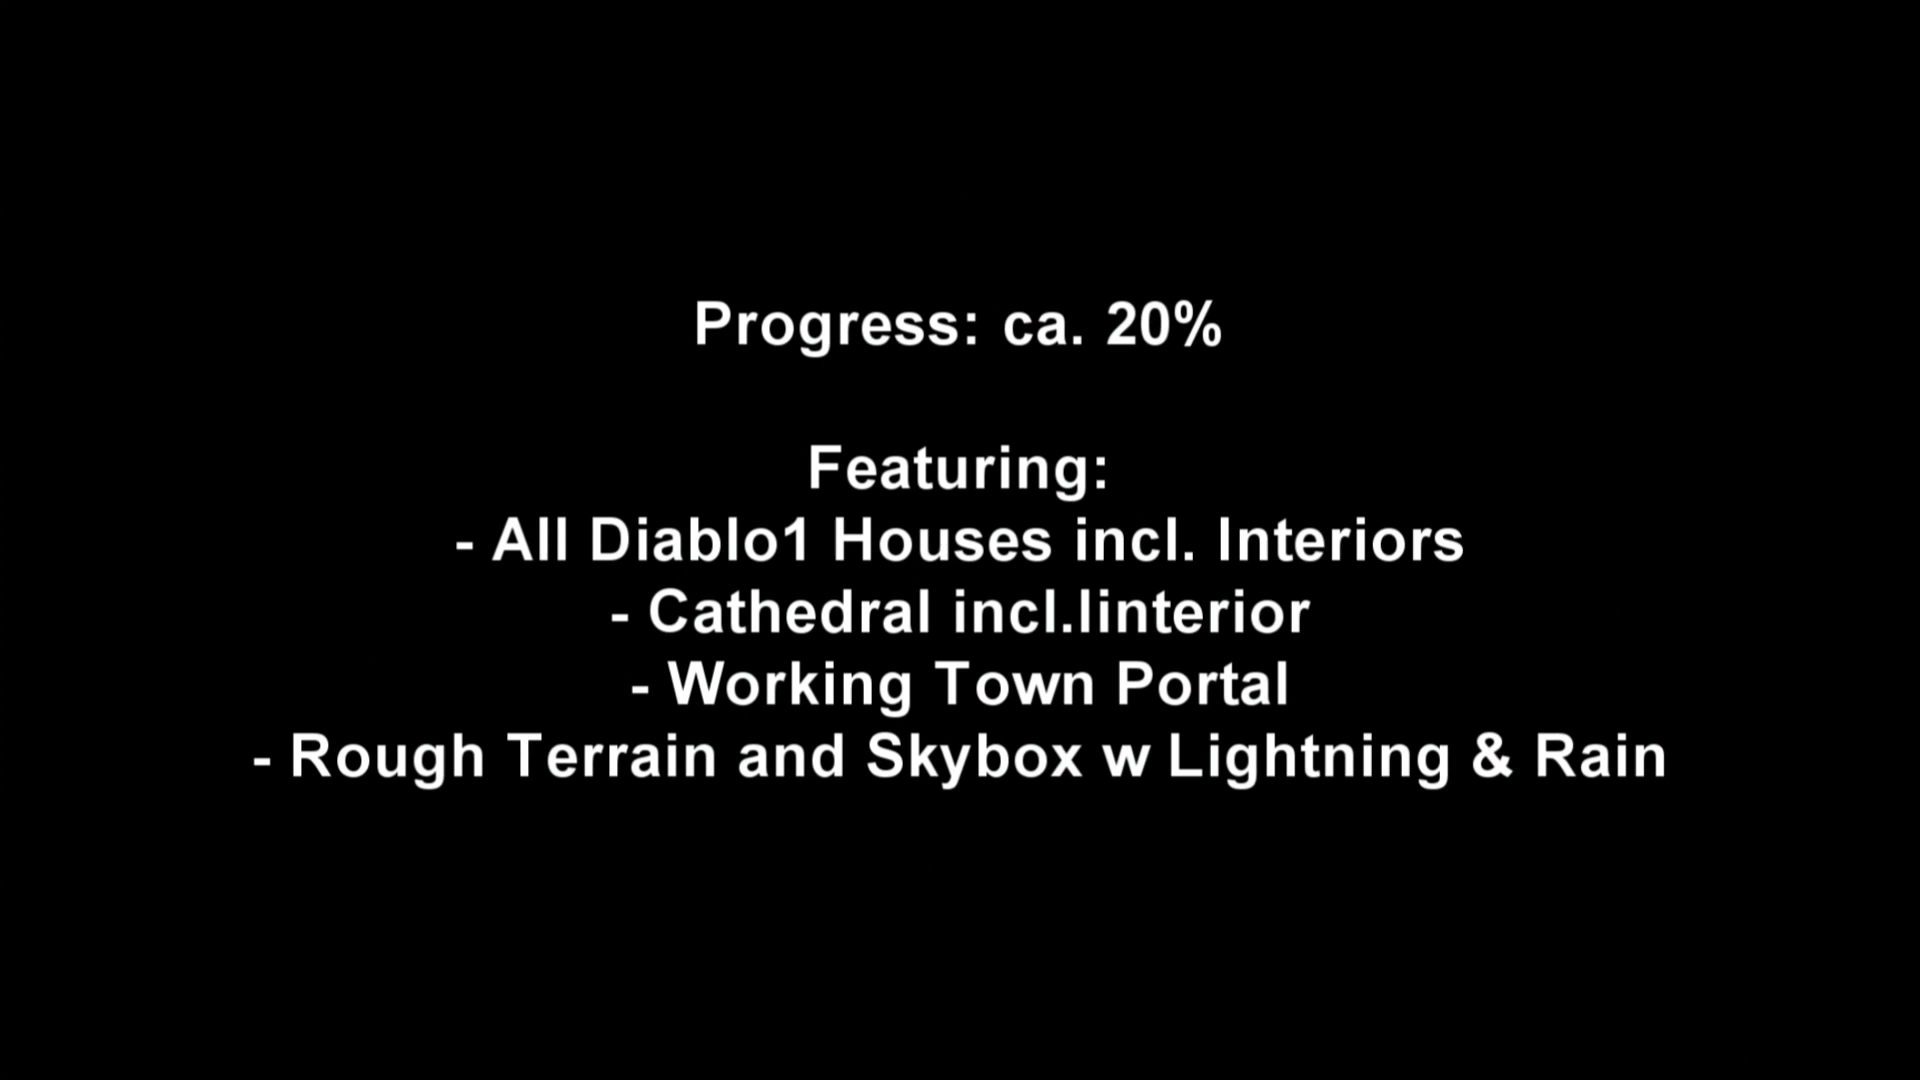 Progress: ca. 20%
Featuring:
- All Diablo1 Houses incl. Interiors
- Cathedral incl.Iinterior
- Working Town Portal
- Rough Terrain and Skybox w Lightning & Rain